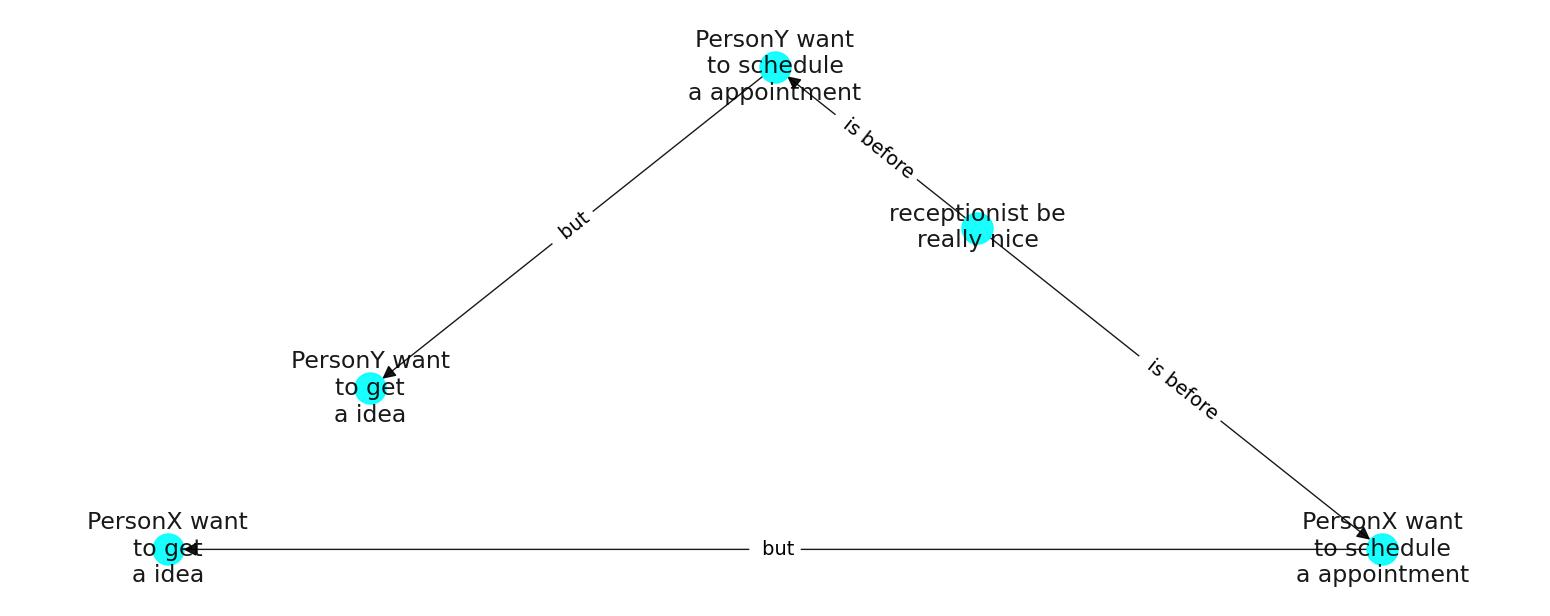 PersonY want
to schedule
a appointment
is before
receptionist be
really nice
but
is before
PersonY want
to get
a idea
PersonX want
to get
a idea
but
PersonX want
to schedule
a appointment